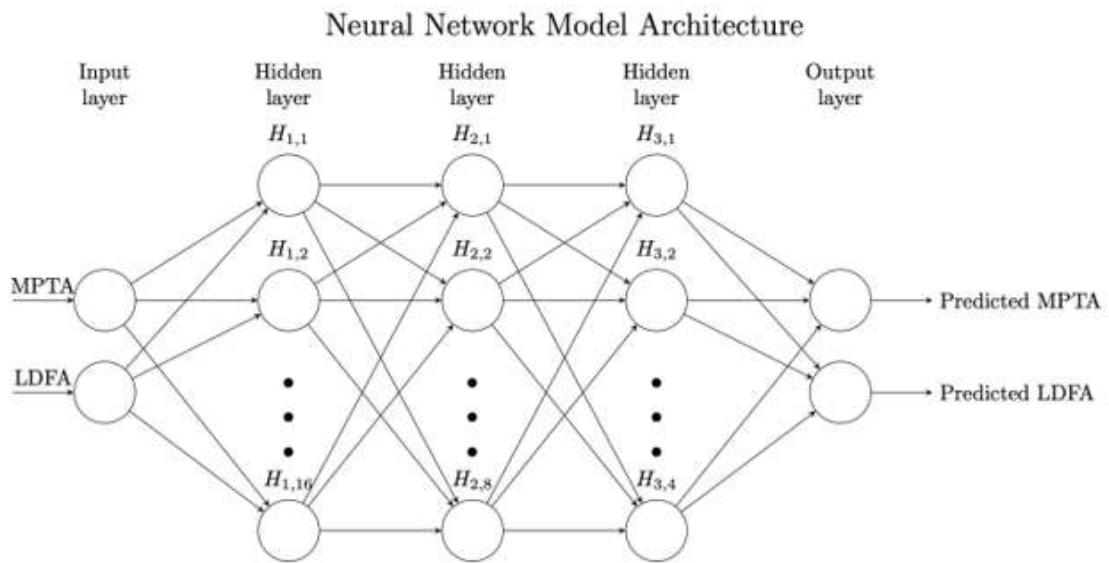 Neural Network Model Architecture
Input layer
Hidden layer
Hidden layer
Hidden layer
Output layer
H1,1
H2,1
H3,1
H1,2
H2,2
H3,2
MPTA
Predicted MPTA
LDFA
Predicted LDFA
H1,16
H2,8
H3,4